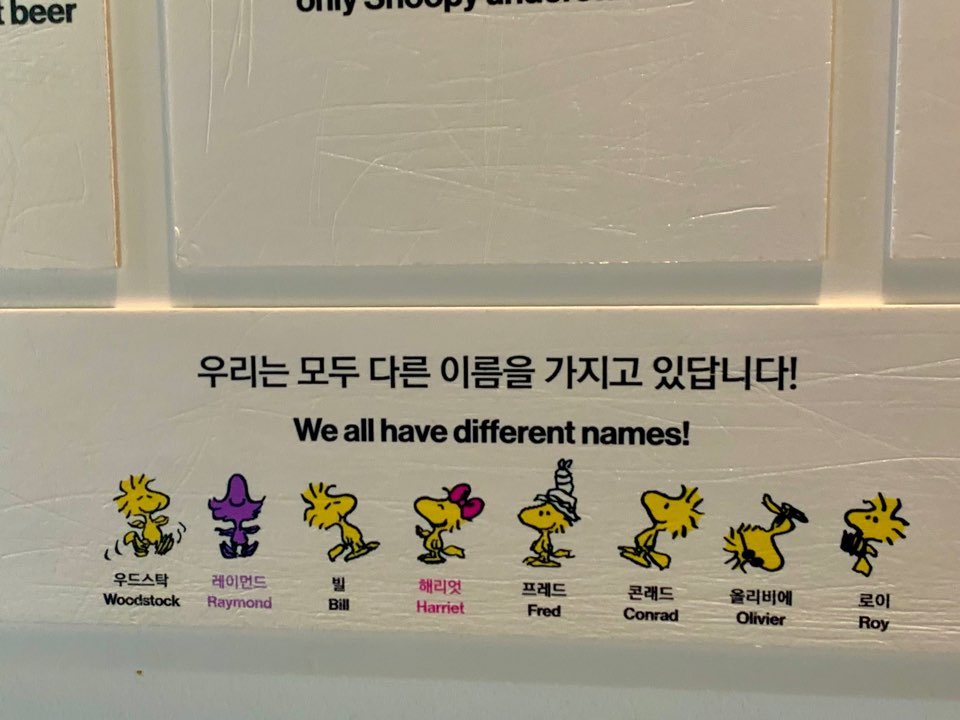 t beer
only Snoopy
우리는 모두 다른 이름을 가지고 있답니다!
We all have different names!
우드스탁
Woodstock
레이먼드
Raymond
빌
Bill
해리엇
Harriet
프레드
Fred
콘래드
Conrad
올리비에
Olivier
로이
Roy